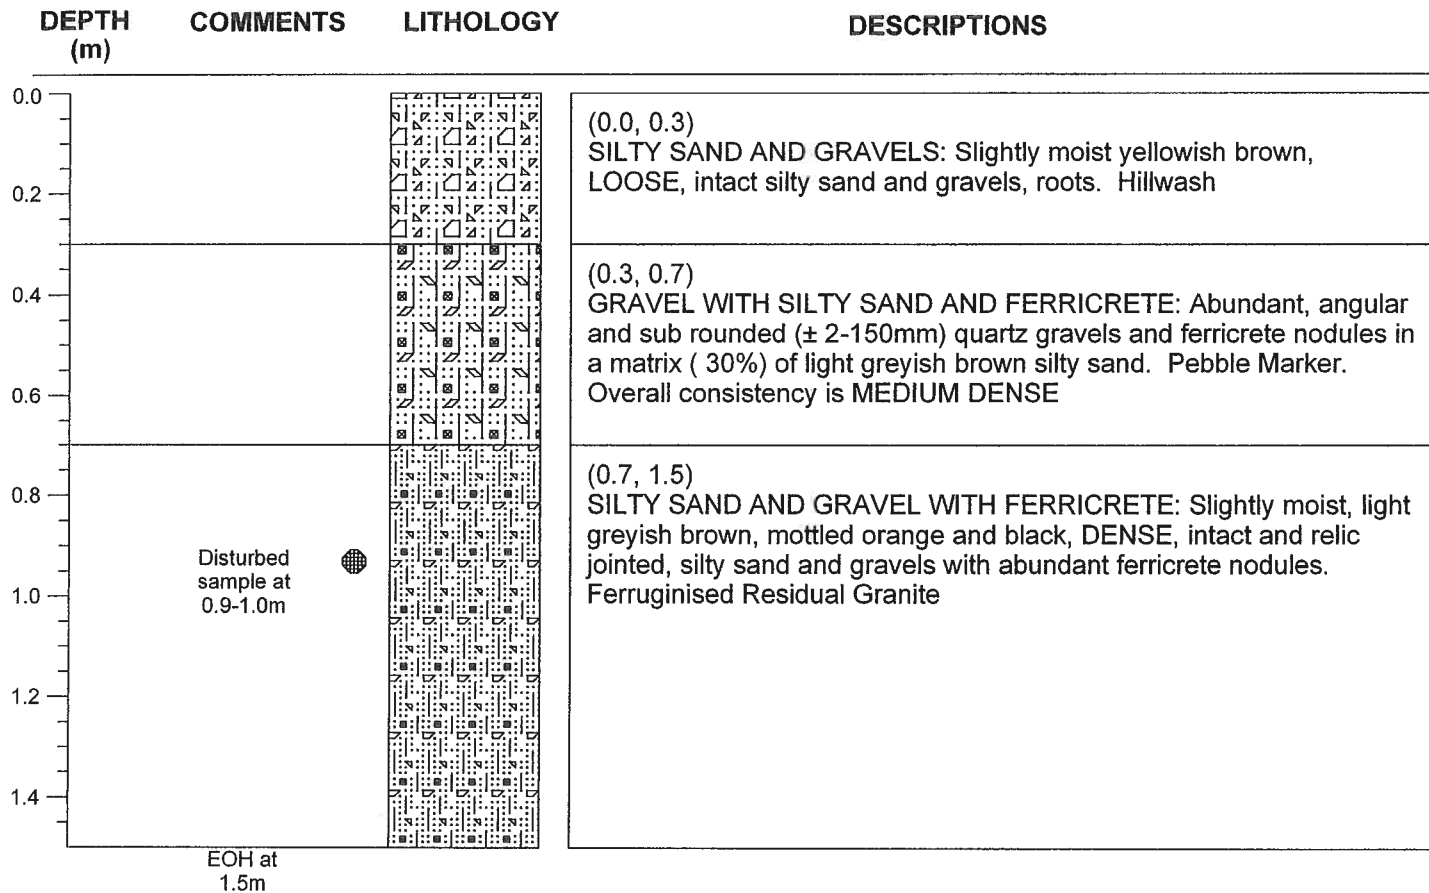 DEPTH (m) COMMENTS LITHOLOGY DESCRIPTIONS
0.0
(0.0, 0.3)
SILTY SAND AND GRAVELS: Slightly moist yellowish brown,
LOOSE, intact silty sand and gravels, roots. Hillwash
0.2
(0.3, 0.7)
GRAVEL WITH SILTY SAND AND FERRICRETE: Abundant, angular
and sub rounded (± 2-150mm) quartz gravels and ferricrete nodules in
a matrix ( 30%) of light greyish brown silty sand. Pebble Marker.
Overall consistency is MEDIUM DENSE
0.4
0.6
(0.7, 1.5)
SILTY SAND AND GRAVEL WITH FERRICRETE: Slightly moist, light
greyish brown, mottled orange and black, DENSE, intact and relic
jointed, silty sand and gravels with abundant ferricrete nodules.
Ferruginised Residual Granite
0.8
Disturbed
sample at
0.9-1.0m
1.0
1.2
1.4
EOH at
1.5m